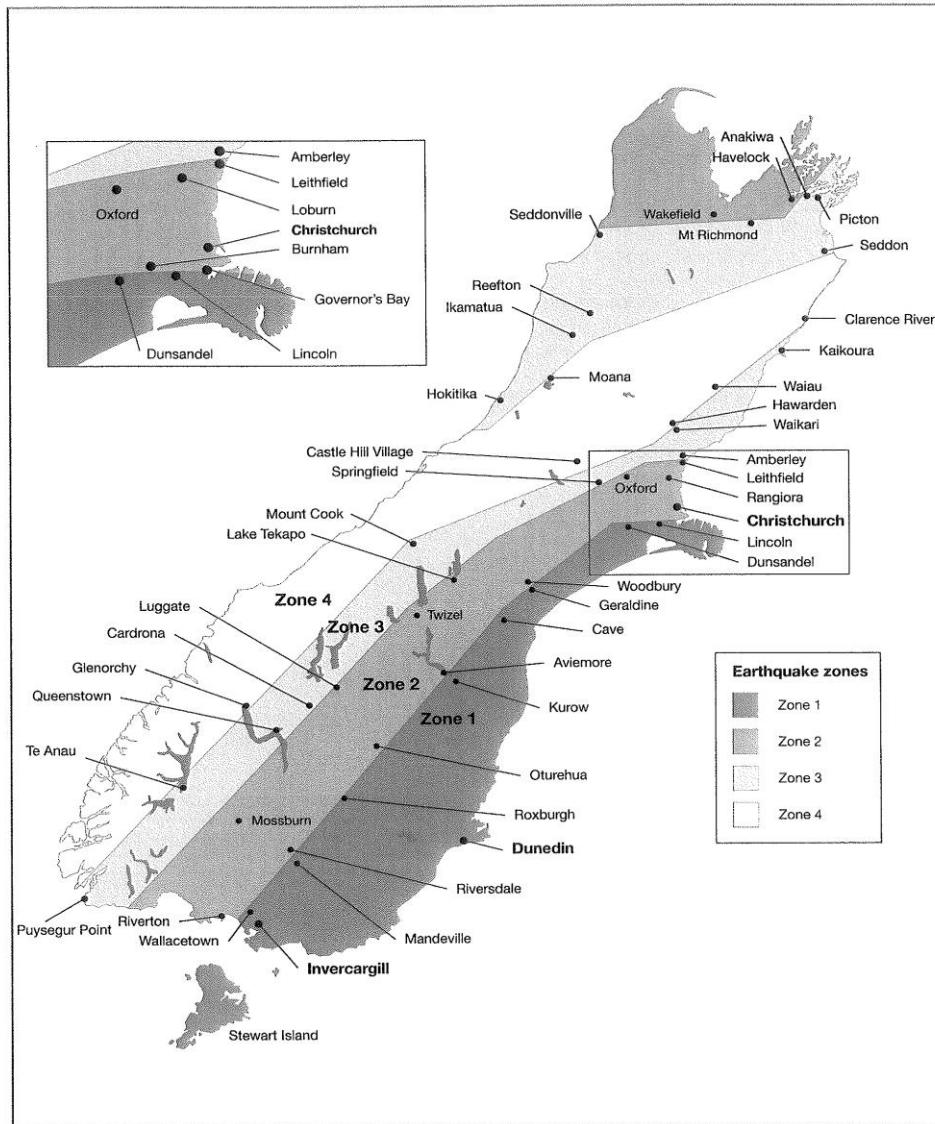 Amberley
Leithfield
Loburn
Oxford
Christchurch
Burnham
Governor's Bay
Dunsandel
Lincoln
Anakiwa
Havelock
Seddonville
Wakefield
Mt Richmond
Picton
Seddon
Reefton
Ikamatua
Clarence River
Kaikoura
Moana
Waiau
Hokitika
Hawarden
Waikari
Castle Hill Village
Springfield
Amberley
Leithfield
Oxford
Rangiora
Mount Cook
Christchurch
Lake Tekapo
Lincoln
Dunsandel
Woodbury
Zone 4
Geraldine
Luggate
Twizel
Zone 3
Cave
Cardrona
Glenorchy
Aviemore
Zone 2
Queenstown
Kurow
Zone 1
Te Anau
Oturehua
Roxburgh
Mossburn
Dunedin
Riversdale
Puysegur Point
Riverton
Wallacetown
Mandeville
Invercargill
Stewart Island
Earthquake zones
Zone 1
Zone 2
Zone 3
Zone 4